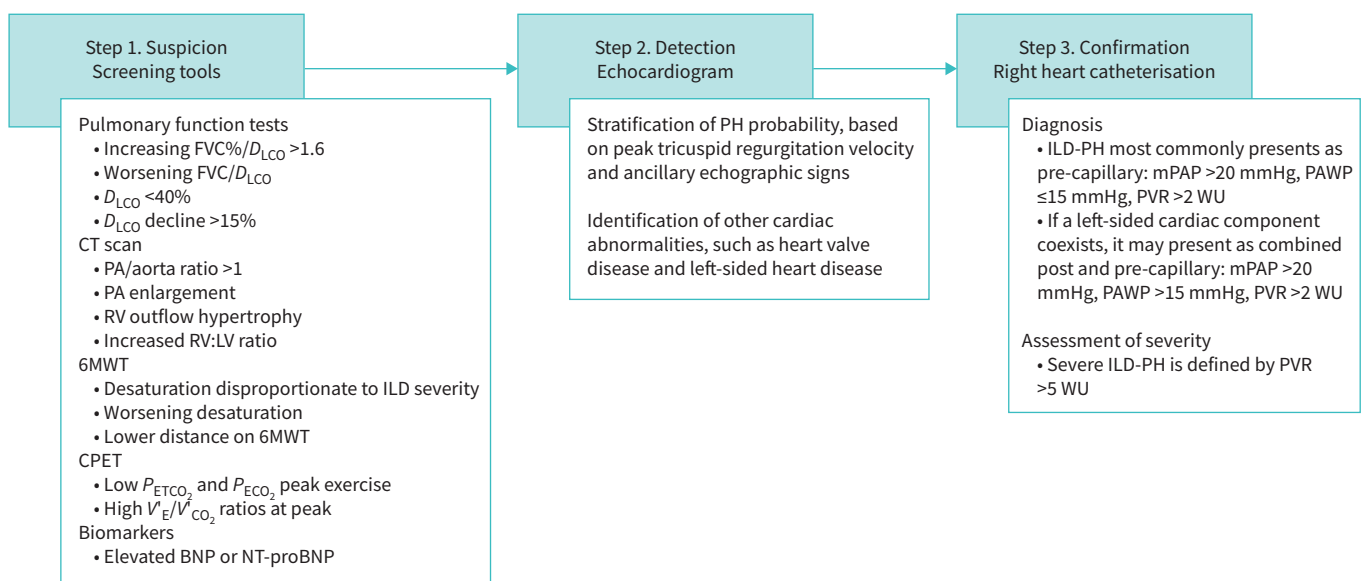 Step 1. Suspicion
Screening tools
Pulmonary function tests
• Increasing FVC%/DLCO >1.6
• Worsening FVC/DLCO
• DLCO <40%
• DLCO decline >15%
CT scan
• PA/aorta ratio >1
• PA enlargement
• RV outflow hypertrophy
• Increased RV:LV ratio
6MWT
• Desaturation disproportionate to ILD severity
• Worsening desaturation
• Lower distance on 6MWT
CPET
• Low PETCO2 and PECO2 peak exercise
• High V'E/V'CO2 ratios at peak
Biomarkers
• Elevated BNP or NT-proBNP
Step 2. Detection
Echocardiogram
Stratification of PH probability, based
on peak tricuspid regurgitation velocity
and ancillary echographic signs
Identification of other cardiac
abnormalities, such as heart valve
disease and left-sided heart disease
Step 3. Confirmation
Right heart catheterisation
Diagnosis
• ILD-PH most commonly presents as
pre-capillary: mPAP >20 mmHg, PAWP
≤15 mmHg, PVR >2 WU
• If a left-sided cardiac component
coexists, it may present as combined
post and pre-capillary: mPAP >20
mmHg, PAWP >15 mmHg, PVR >2 WU
Assessment of severity
• Severe ILD-PH is defined by PVR
>5 WU